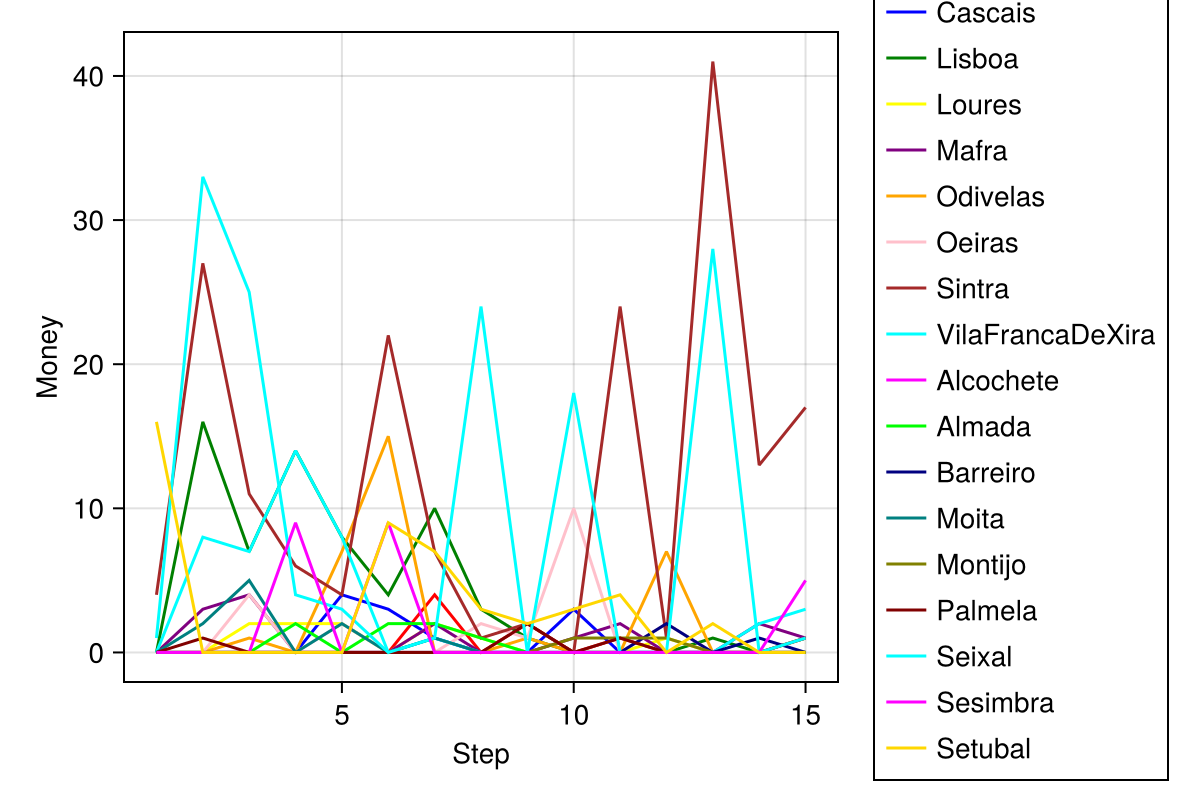 Money
40
30
20
10
0
5
10
15
Step
Cascais
Lisboa
Loures
Mafra
Odivelas
Oeiras
Sintra
VilaFrancaDeXira
Alcochete
Almada
Barreiro
Moita
Montijo
Palmela
Seixal
Sesimbra
Setubal